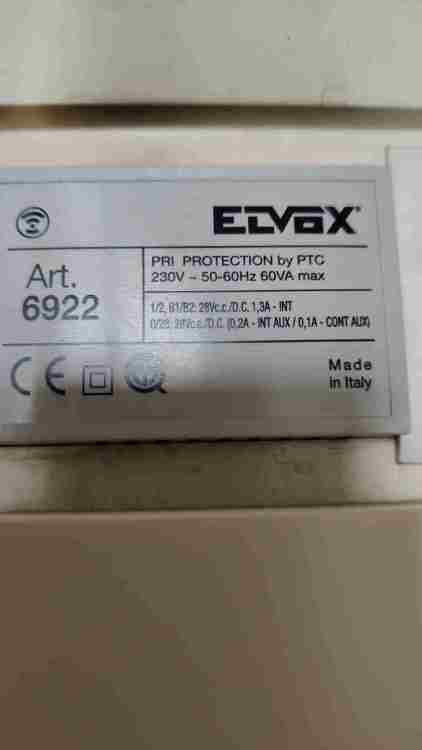 ELVOX
Art.
6922
PRI PROTECTION by PTC
230V ~ 50-60Hz 60VA max
1/2, B1/B2: 28Vc.c./D.C. 1,3A - INT
0/28: 28Vc.c./D.C. (0,2A - INT AUX / 0,1A - CONT AUX)
CE
Made
in Italy